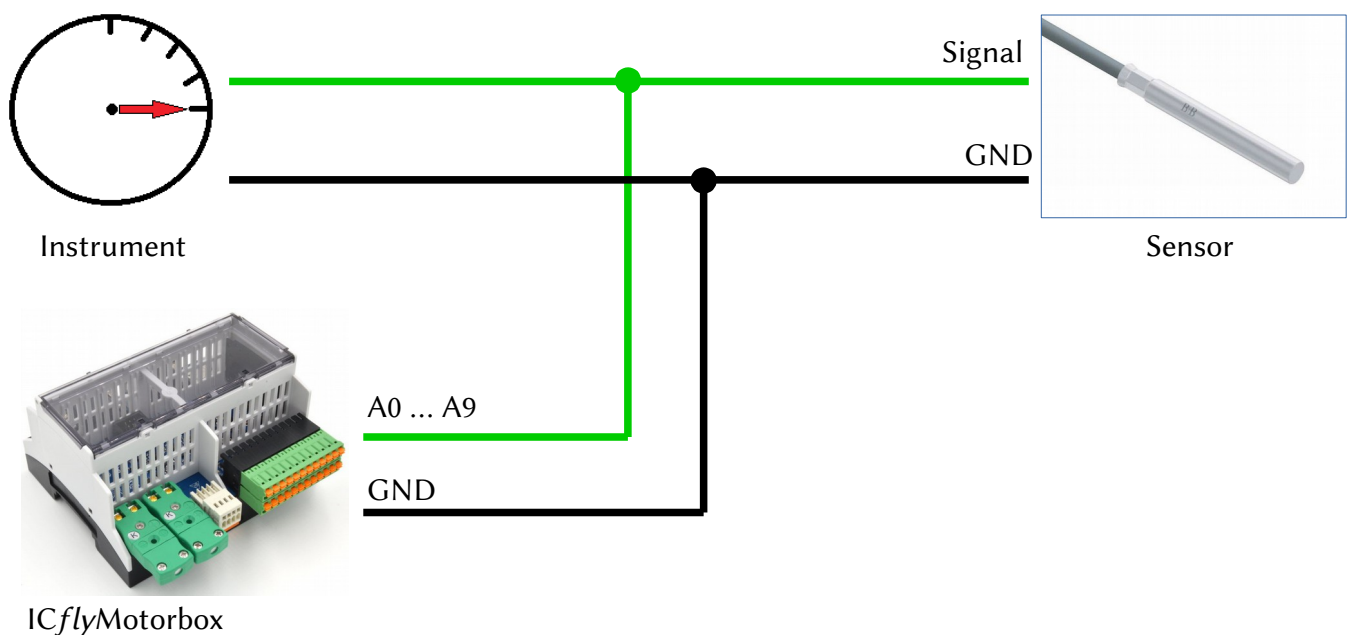 Signal
GND
Instrument
Sensor
A0 ... A9
GND
K
K
ICflyMotorbox